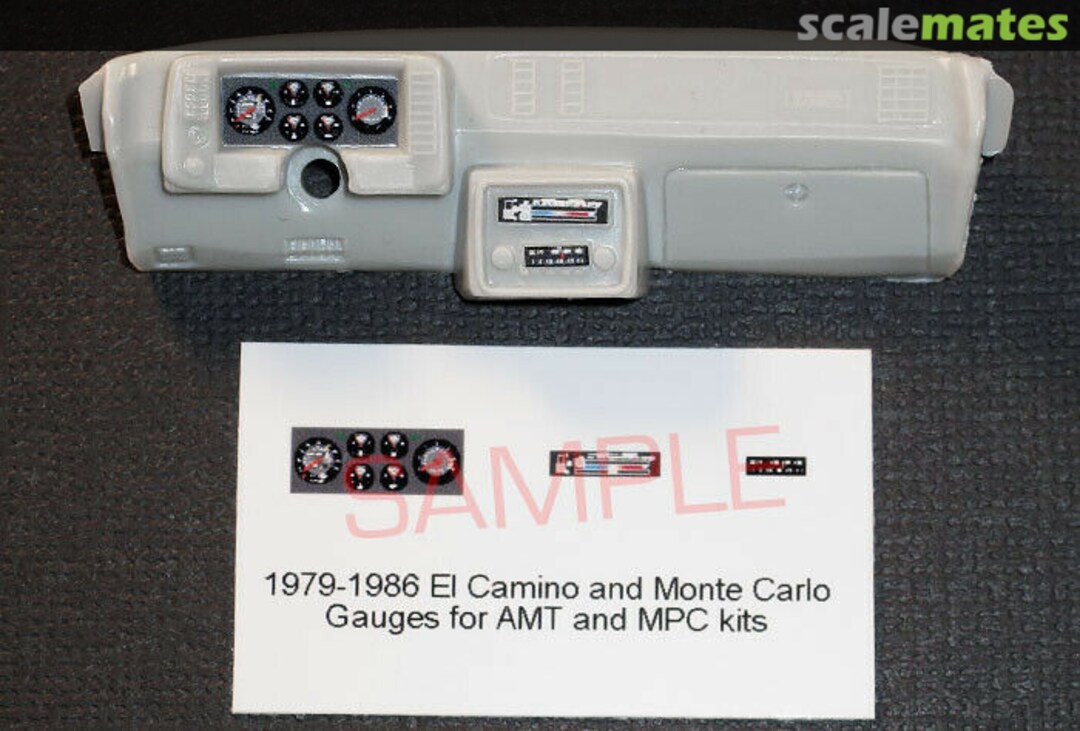 scalemates
SAMPLE
1979-1986 El Camino and Monte Carlo
Gauges for AMT and MPC kits